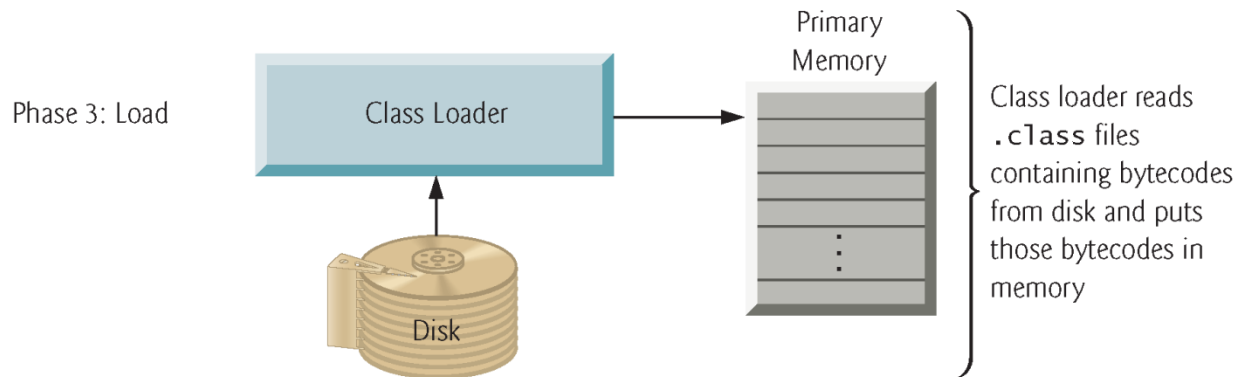 Phase 3: Load
Class Loader
Disk
Primary
Memory
Class loader reads
.class files
containing bytecodes
from disk and puts
those bytecodes in
memory